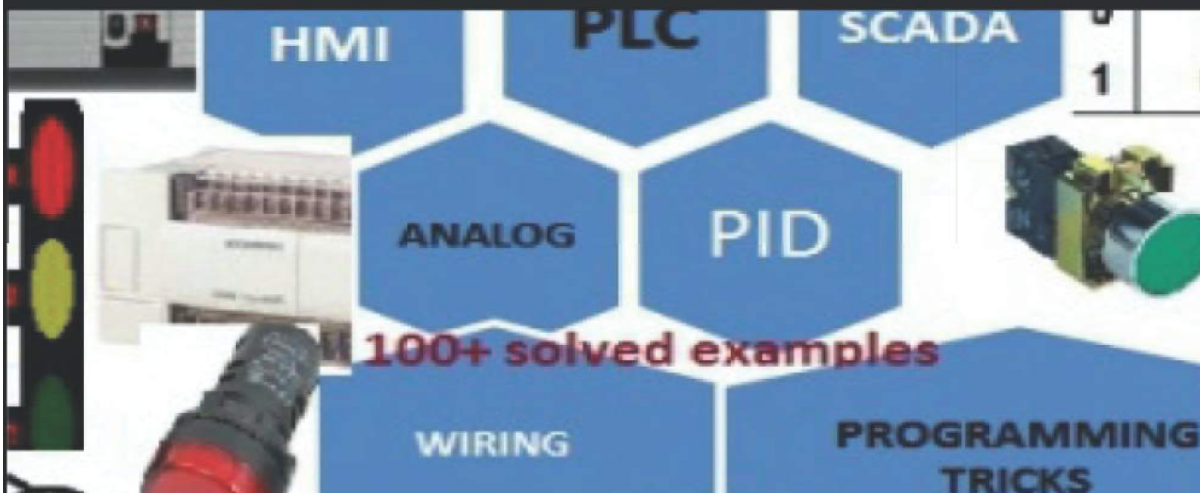 HMI
PLC
SCADA
1
ANALOG
PID
100+ solved examples
WIRING
PROGRAMMING
TRICKS